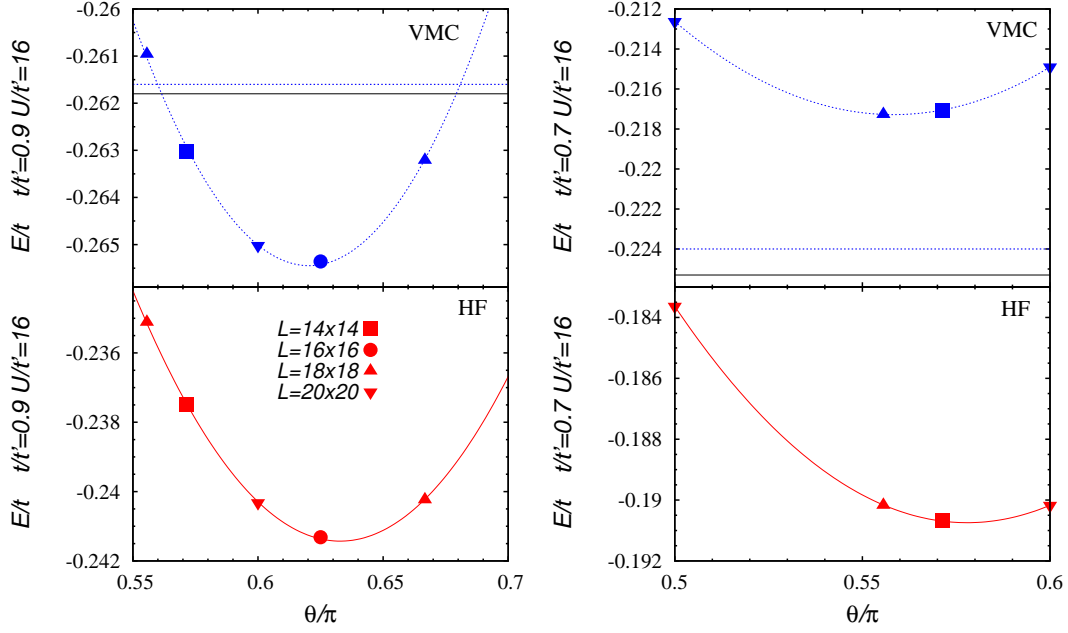 -0.26
-0.261
-0.262
-0.263
-0.264
-0.265
VMC
E/t t/t'=0.9 U/t'=16
-0.236
-0.238
-0.24
-0.242
HF
E/t t/t'=0.9 U/t'=16
L=14x14
L=16x16
L=18x18
L=20x20
0.55
0.6
0.65
0.7
θ/π
-0.212
-0.214
-0.216
-0.218
-0.22
-0.222
-0.224
VMC
E/t t/t'=0.7 U/t'=16
-0.184
-0.186
-0.188
-0.19
-0.192
HF
E/t t/t'=0.7 U/t'=16
0.5
0.55
0.6
θ/π